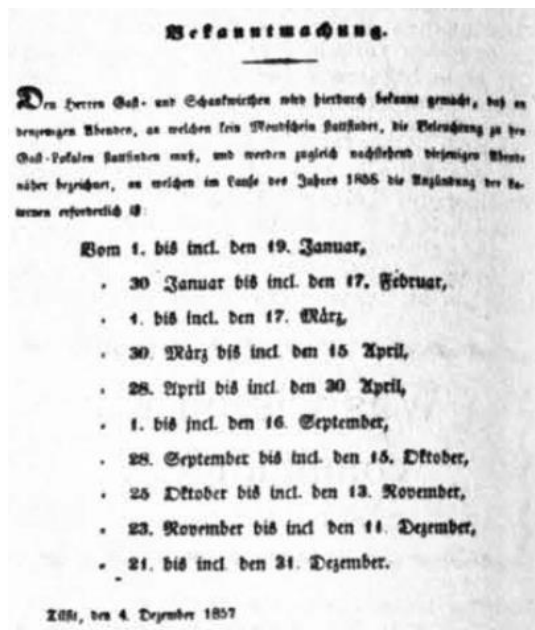 Bekanntmachung.
Den Herren Gast- und Schankwirthen wird hierdurch bekannt gemacht, daß an
denjenigen Abenden, an welchen kein Mondschein stattfindet, die Beleuchtung zu den
Gast-Lokalen stattfinden muß, und werden zugleich nachstehend diejenigen Abende
näher bezeichnet, an welchen im Laufe des Jahres 1858 die Anzündung der La-
ternen erforderlich ist:
Vom 1. bis incl. den 19. Januar,
" 30 Januar bis incl. den 17. Februar,
" 1. bis incl. den 17. März,
" 30. März bis incl. den 15 April,
" 28. April bis incl. den 30 April,
" 1. bis incl. den 16. September,
" 28. September bis incl. den 15. Oktober,
" 25 Oktober bis incl. den 13. November,
" 23. November bis incl den 11. Dezember,
" 21. bis incl. den 31. Dezember.
Tilsit, den 4. Dezember 1857